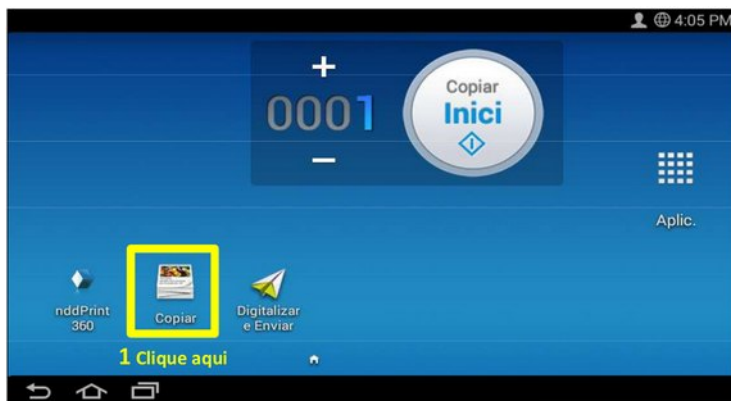 4:05 PM
+
0001
−
Copiar
Inici
Aplic.
nddPrint
360
Copiar
Digitalizar
e Enviar
1 Clique aqui